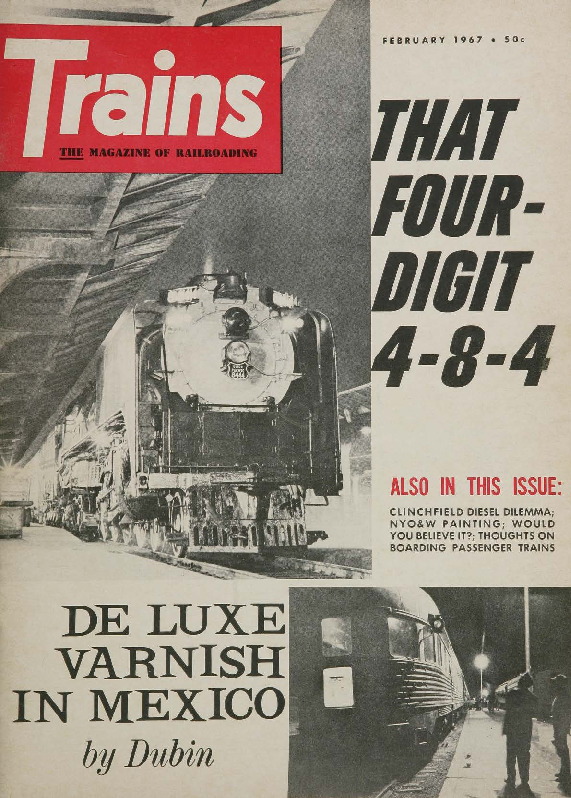 Trains
THE MAGAZINE OF RAILROADING
FEBRUARY 1967 • 50c
THAT
FOUR-
DIGIT
4-8-4
ALSO IN THIS ISSUE:
CLINCHFIELD DIESEL DILEMMA;
NYO&W PAINTING; WOULD
YOU BELIEVE IT?; THOUGHTS ON
BOARDING PASSENGER TRAINS
DE LUXE
VARNISH
IN MEXICO
by Dubin